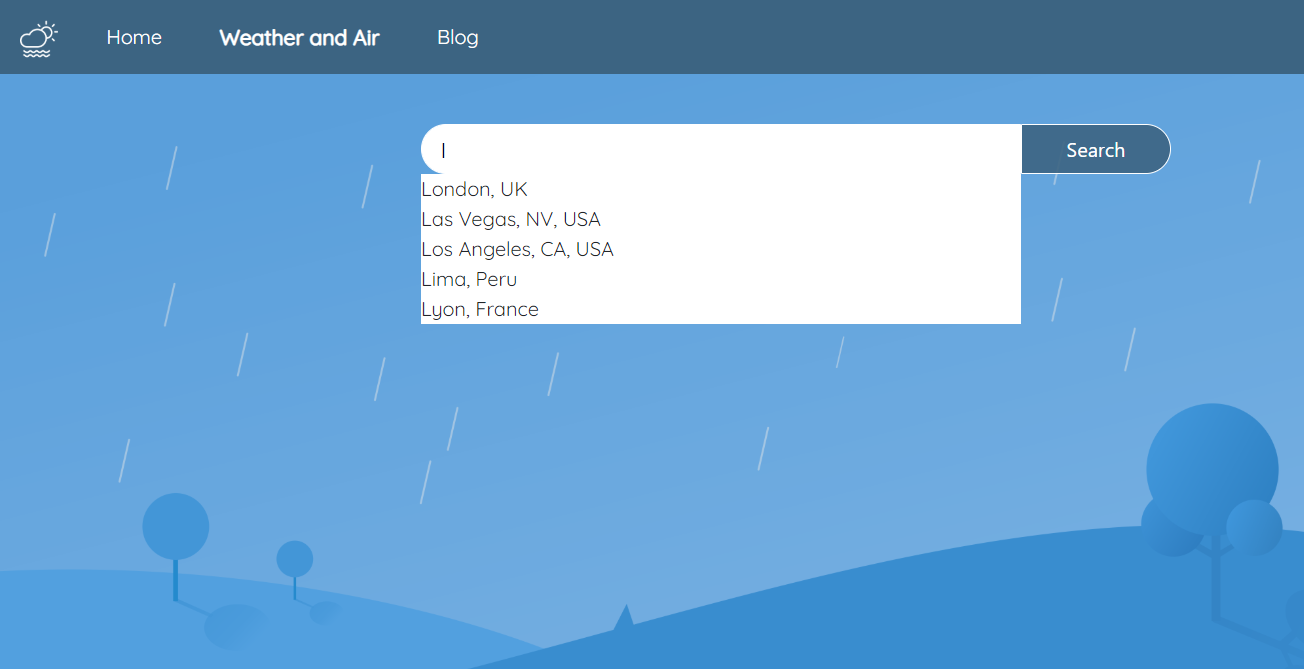 Home
Weather and Air
Blog
l
Search
London, UK
Las Vegas, NV, USA
Los Angeles, CA, USA
Lima, Peru
Lyon, France